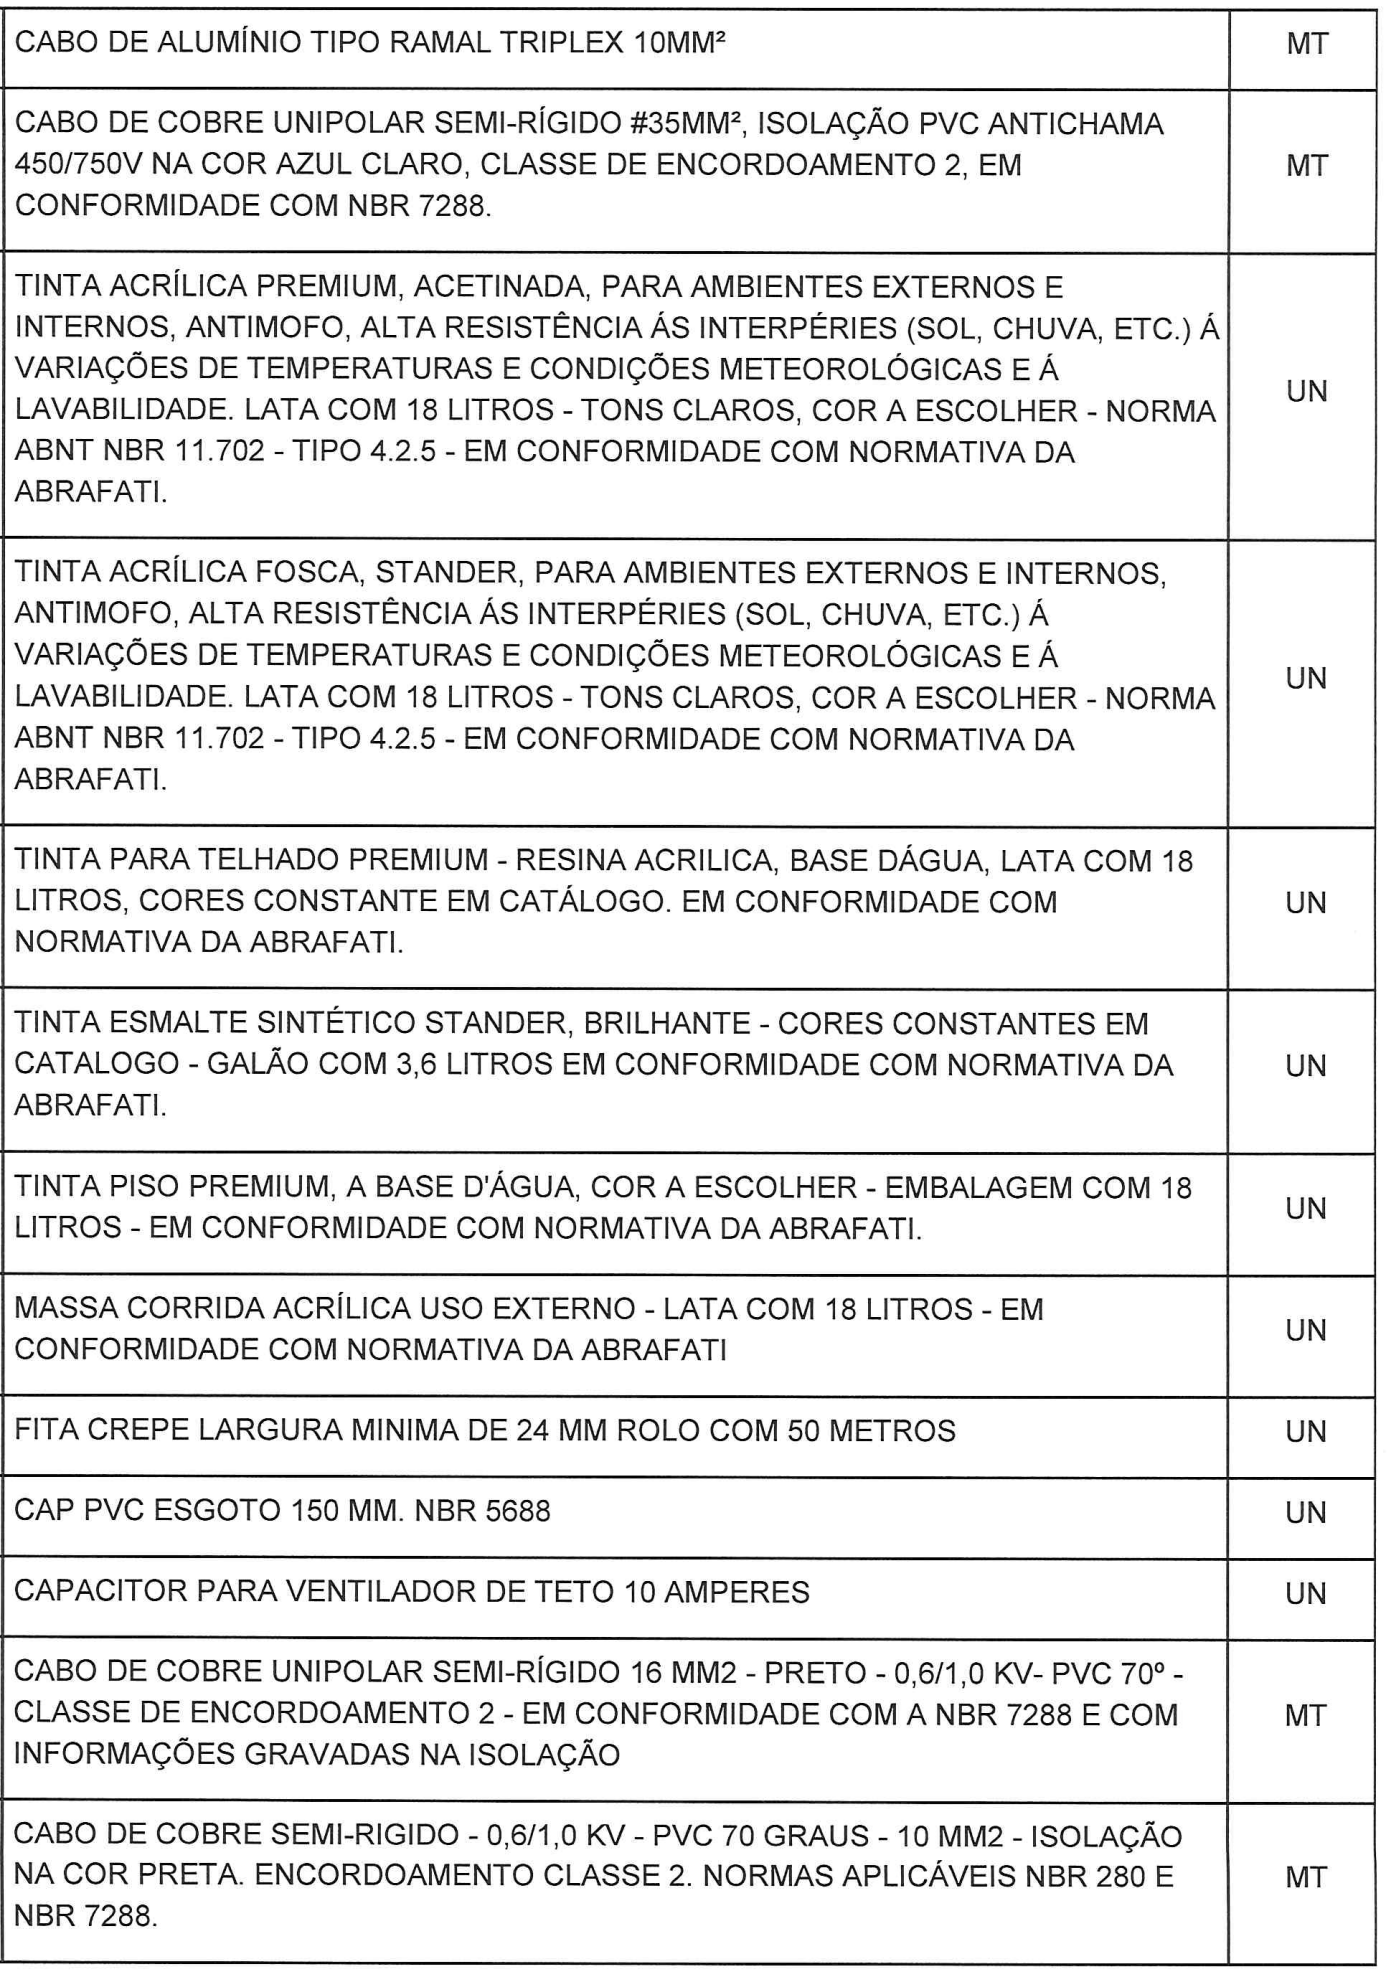 CABO DE ALUMÍNIO TIPO RAMAL TRIPLEX 10MM²
MT
CABO DE COBRE UNIPOLAR SEMI-RÍGIDO #35MM², ISOLAÇÃO PVC ANTICHAMA
450/750V NA COR AZUL CLARO, CLASSE DE ENCORDOAMENTO 2, EM
CONFORMIDADE COM NBR 7288.
MT
TINTA ACRÍLICA PREMIUM, ACETINADA, PARA AMBIENTES EXTERNOS E
INTERNOS, ANTIMOFO, ALTA RESISTÊNCIA ÁS INTERPÉRIES (SOL, CHUVA, ETC.) Á
VARIAÇÕES DE TEMPERATURAS E CONDIÇÕES METEOROLÓGICAS E Á
LAVABILIDADE. LATA COM 18 LITROS - TONS CLAROS, COR A ESCOLHER - NORMA
ABNT NBR 11.702 - TIPO 4.2.5 - EM CONFORMIDADE COM NORMATIVA DA
ABRAFATI.
UN
TINTA ACRÍLICA FOSCA, STANDER, PARA AMBIENTES EXTERNOS E INTERNOS,
ANTIMOFO, ALTA RESISTÊNCIA ÁS INTERPÉRIES (SOL, CHUVA, ETC.) Á
VARIAÇÕES DE TEMPERATURAS E CONDIÇÕES METEOROLÓGICAS E Á
LAVABILIDADE. LATA COM 18 LITROS - TONS CLAROS, COR A ESCOLHER - NORMA
ABNT NBR 11.702 - TIPO 4.2.5 - EM CONFORMIDADE COM NORMATIVA DA
ABRAFATI.
UN
TINTA PARA TELHADO PREMIUM - RESINA ACRILICA, BASE DÁGUA, LATA COM 18
LITROS, CORES CONSTANTE EM CATÁLOGO. EM CONFORMIDADE COM
NORMATIVA DA ABRAFATI.
UN
TINTA ESMALTE SINTÉTICO STANDER, BRILHANTE - CORES CONSTANTES EM
CATALOGO - GALÃO COM 3,6 LITROS EM CONFORMIDADE COM NORMATIVA DA
ABRAFATI.
UN
TINTA PISO PREMIUM, A BASE D'ÁGUA, COR A ESCOLHER - EMBALAGEM COM 18
LITROS - EM CONFORMIDADE COM NORMATIVA DA ABRAFATI.
UN
MASSA CORRIDA ACRÍLICA USO EXTERNO - LATA COM 18 LITROS - EM
CONFORMIDADE COM NORMATIVA DA ABRAFATI
UN
FITA CREPE LARGURA MINIMA DE 24 MM ROLO COM 50 METROS
UN
CAP PVC ESGOTO 150 MM. NBR 5688
UN
CAPACITOR PARA VENTILADOR DE TETO 10 AMPERES
UN
CABO DE COBRE UNIPOLAR SEMI-RÍGIDO 16 MM2 - PRETO - 0,6/1,0 KV- PVC 70º -
CLASSE DE ENCORDOAMENTO 2 - EM CONFORMIDADE COM A NBR 7288 E COM
INFORMAÇÕES GRAVADAS NA ISOLAÇÃO
MT
CABO DE COBRE SEMI-RIGIDO - 0,6/1,0 KV - PVC 70 GRAUS - 10 MM2 - ISOLAÇÃO
NA COR PRETA. ENCORDOAMENTO CLASSE 2. NORMAS APLICÁVEIS NBR 280 E
NBR 7288.
MT